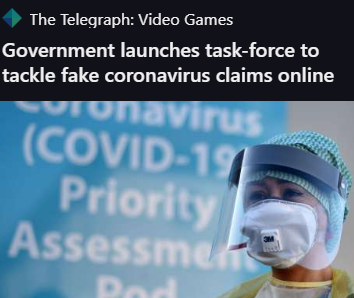 The Telegraph: Video Games
Government launches task-force to
tackle fake coronavirus claims online
Coronavirus
(COVID-19
Priority
Assessment
Pod
3M